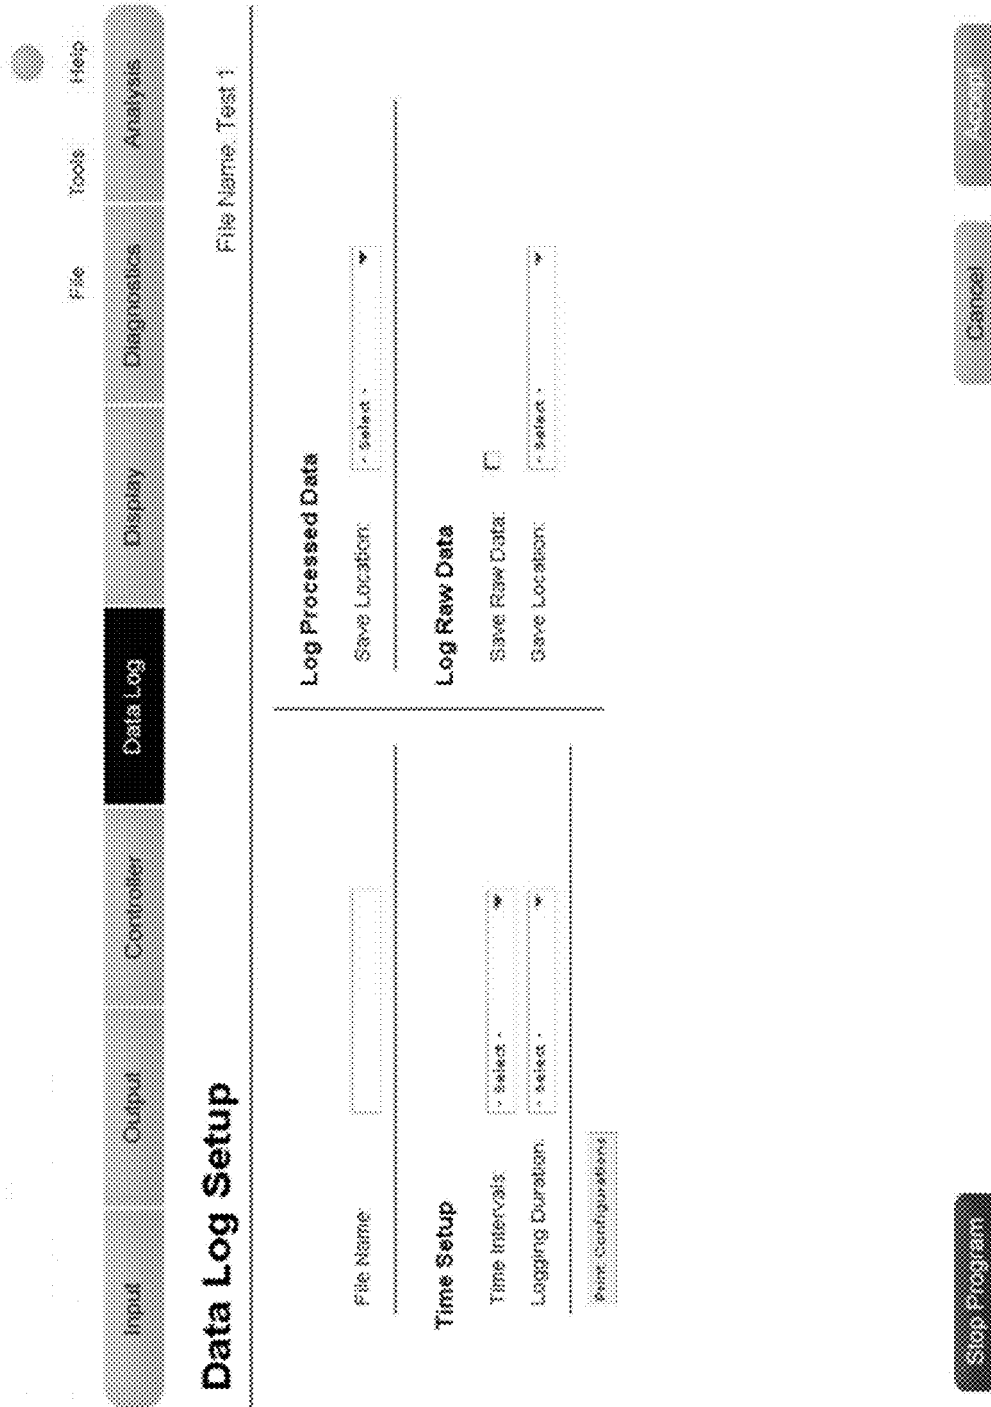 File Tools Help
Input Output Controller Data Log Display Diagnostics Analysis
Data Log Setup
File Name: Test 1
File Name:
Time Setup
Time Intervals: - Select -
Logging Duration: - Select -
Print Configurations
Log Processed Data
Save Location: - Select -
Log Raw Data
Save Raw Data:
Save Location: - Select -
Stop Program
Cancel